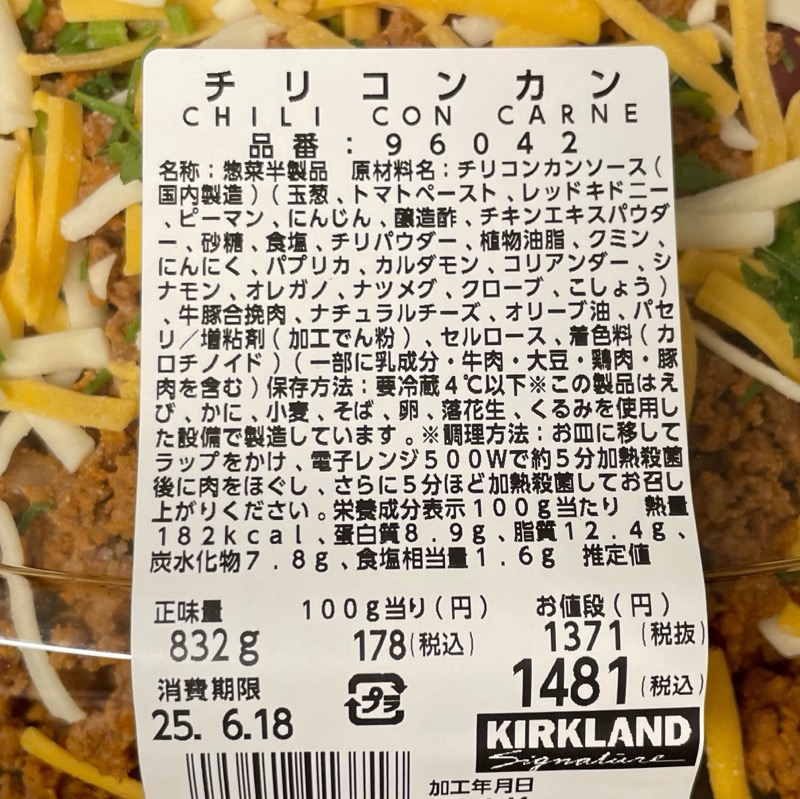 チリコンカン
CHILI CON CARNE
品番：96042
名称：惣菜半製品　原材料名：チリコンカンソース（
国内製造）（玉葱、トマトペースト、レッドキドニー
、ピーマン、にんじん、醸造酢、チキンエキスパウダ
ー、砂糖、食塩、チリパウダー、植物油脂、クミン、
にんにく、パプリカ、カルダモン、コリアンダー、シ
ナモン、オレガノ、ナツメグ、クローブ、こしょう）
、牛豚合挽肉、ナチュラルチーズ、オリーブ油、パセ
リ／増粘剤（加工でん粉）、セルロース、着色料（カ
ロチノイド）（一部に乳成分・牛肉・大豆・鶏肉・豚
肉を含む）保存方法：要冷蔵4℃以下※この製品はえ
び、かに、小麦、そば、卵、落花生、くるみを使用し
た設備で製造しています。※調理方法：お皿に移して
ラップをかけ、電子レンジ500Wで約5分加熱殺菌
後に肉をほぐし、さらに5分ほど加熱殺菌してお召し
上がりください。栄養成分表示100g当たり　熱量
182kcal、蛋白質8.9g、脂質12.4g、
炭水化物7.8g、食塩相当量1.6g　推定値
正味量　100g当り（円）　お値段（円）
832g　178(税込)　1371（税抜）
1481（税込）
消費期限
25. 6.18
プラ
KIRKLAND
Signature
加工年月日